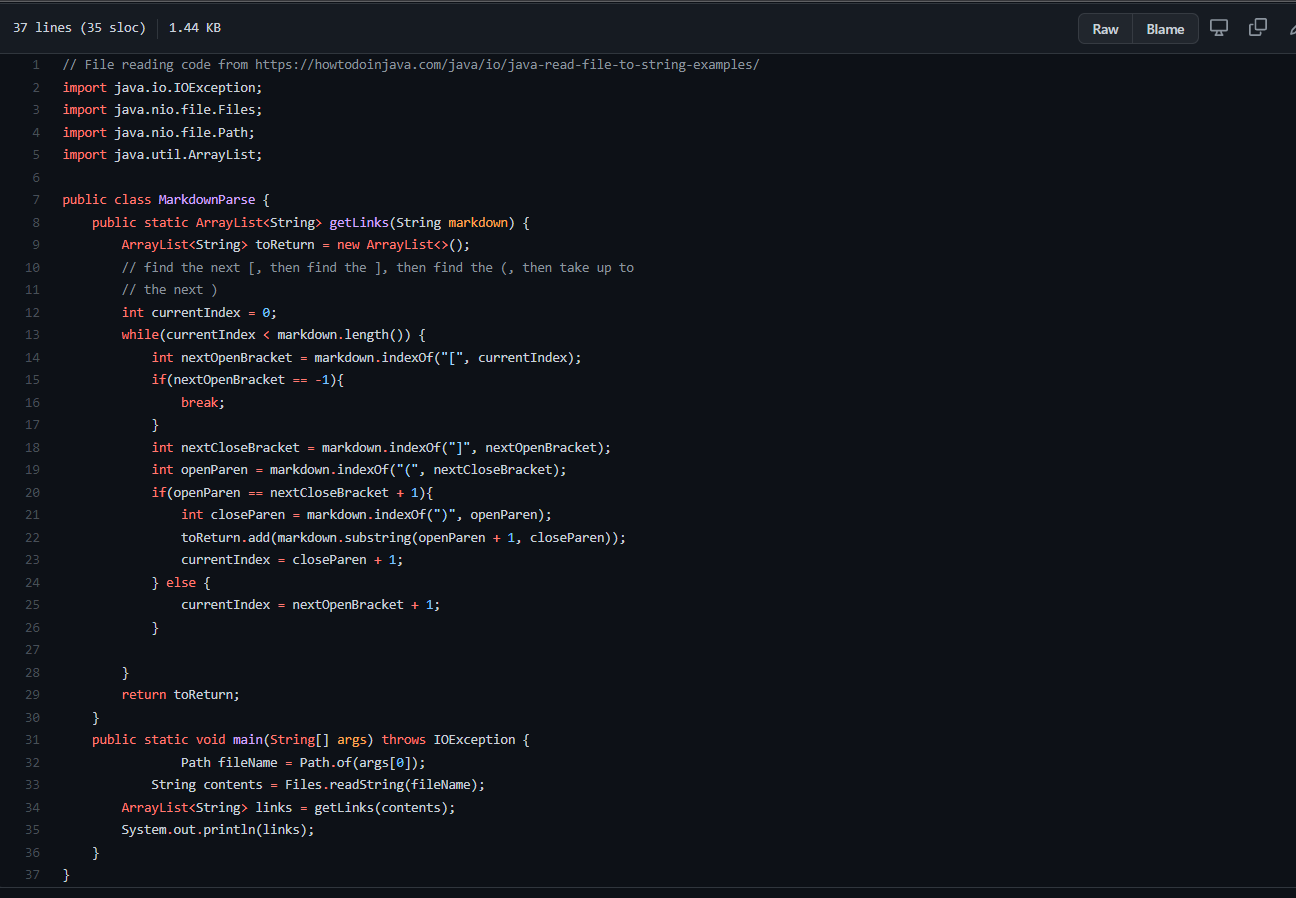 37 lines (35 sloc) 1.44 KB Raw Blame
1 // File reading code from https://howtodoinjava.com/java/io/java-read-file-to-string-examples/
2 import java.io.IOException;
3 import java.nio.file.Files;
4 import java.nio.file.Path;
5 import java.util.ArrayList;
6
7 public class MarkdownParse {
8     public static ArrayList<String> getLinks(String markdown) {
9         ArrayList<String> toReturn = new ArrayList<>();
10         // find the next [, then find the ], then find the (, then take up to
11         // the next )
12         int currentIndex = 0;
13         while(currentIndex < markdown.length()) {
14             int nextOpenBracket = markdown.indexOf("[", currentIndex);
15             if(nextOpenBracket == -1){
16                 break;
17             }
18             int nextCloseBracket = markdown.indexOf("]", nextOpenBracket);
19             int openParen = markdown.indexOf("(", nextCloseBracket);
20             if(openParen == nextCloseBracket + 1){
21                 int closeParen = markdown.indexOf(")", openParen);
22                 toReturn.add(markdown.substring(openParen + 1, closeParen));
23                 currentIndex = closeParen + 1;
24             } else {
25                 currentIndex = nextOpenBracket + 1;
26             }
27
28         }
29         return toReturn;
30     }
31     public static void main(String[] args) throws IOException {
32                 Path fileName = Path.of(args[0]);
33             String contents = Files.readString(fileName);
34         ArrayList<String> links = getLinks(contents);
35         System.out.println(links);
36     }
37 }